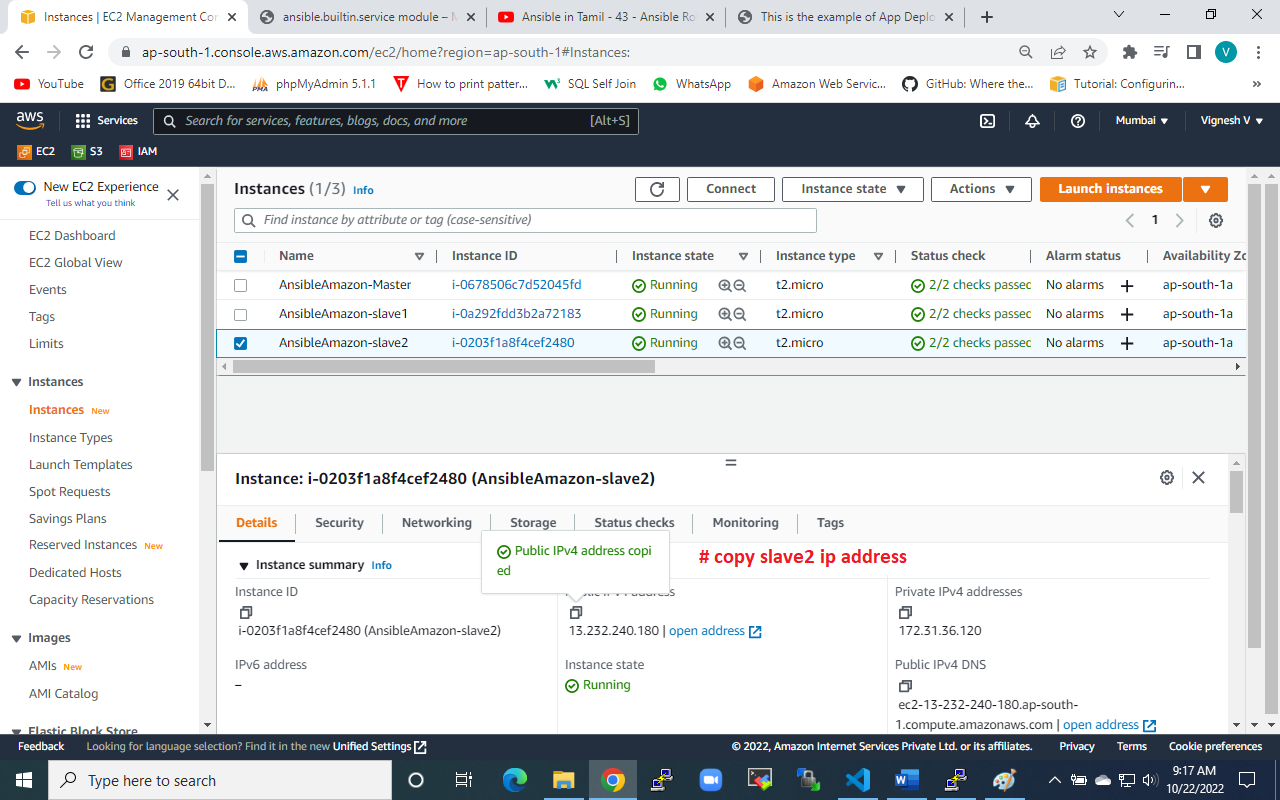 Instances | EC2 Management Con
ansible.builtin.service module – M
Ansible in Tamil - 43 - Ansible Ro
This is the example of App Deplo
ap-south-1.console.aws.amazon.com/ec2/home?region=ap-south-1#Instances:
V
YouTube
Office 2019 64bit D...
phpMyAdmin 5.1.1
How to print patter...
SQL Self Join
WhatsApp
Amazon Web Servic...
GitHub: Where the...
Tutorial: Configurin...
»
aws
Services
Search for services, features, blogs, docs, and more
[Alt+S]
Mumbai
Vignesh V
EC2
S3
IAM
New EC2 Experience
Tell us what you think
EC2 Dashboard
EC2 Global View
Events
Tags
Limits
Instances
Instances New
Instance Types
Launch Templates
Spot Requests
Savings Plans
Reserved Instances New
Dedicated Hosts
Capacity Reservations
Images
AMIs New
AMI Catalog
Elastic Block Store
Instances (1/3) Info
Connect
Instance state
Actions
Launch instances
Find instance by attribute or tag (case-sensitive)
1
Name Instance ID Instance state Instance type Status check Alarm status Availability Zo
AnsibleAmazon-Master i-0678506c7d52045fd Running t2.micro 2/2 checks passed No alarms + ap-south-1a
AnsibleAmazon-slave1 i-0a292fdd3b2a72183 Running t2.micro 2/2 checks passed No alarms + ap-south-1a
AnsibleAmazon-slave2 i-0203f1a8f4cef2480 Running t2.micro 2/2 checks passed No alarms + ap-south-1a
Instance: i-0203f1a8f4cef2480 (AnsibleAmazon-slave2)
Details Security Networking Storage Status checks Monitoring Tags
Public IPv4 address copi
ed
# copy slave2 ip address
Instance summary Info
Instance ID
i-0203f1a8f4cef2480 (AnsibleAmazon-slave2)
Public IPv4 address
13.232.240.180 | open address
Private IPv4 addresses
172.31.36.120
IPv6 address
–
Instance state
Running
Public IPv4 DNS
ec2-13-232-240-180.ap-south-
1.compute.amazonaws.com | open address
Feedback
Looking for language selection? Find it in the new Unified Settings
© 2022, Amazon Internet Services Private Ltd. or its affiliates.
Privacy
Terms
Cookie preferences
Type here to search
9:17 AM
10/22/2022